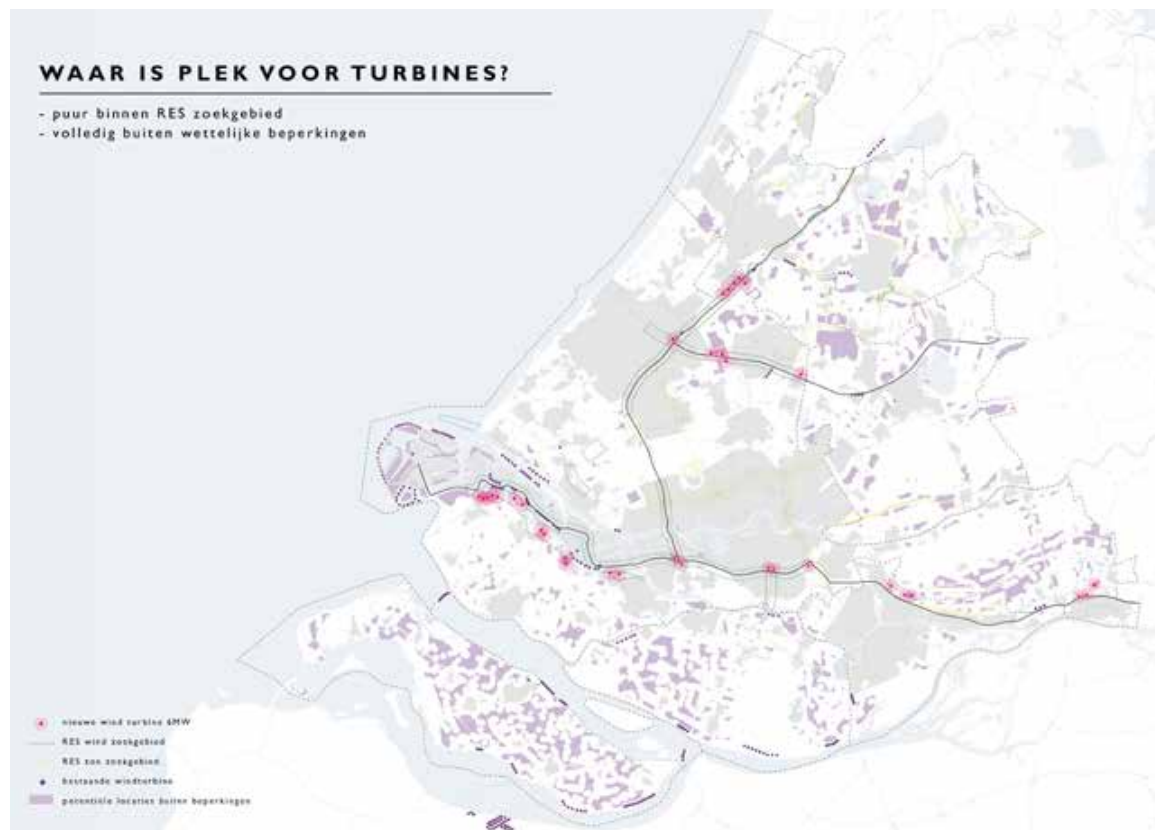 WAAR IS PLEK VOOR TURBINES?
- puur binnen RES zoekgebied
- volledig buiten wettelijke beperkingen
nieuwe wind turbine 6MW
RES wind zoekgebied
RES zon zoekgebied
bestaande windturbine
potentiële locaties buiten beperkingen